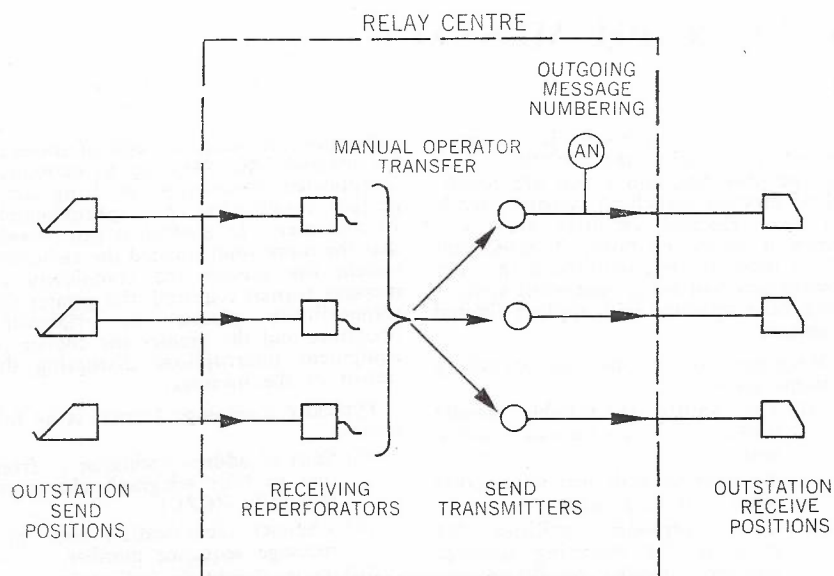 RELAY CENTRE
OUTGOING
MESSAGE
NUMBERING
MANUAL OPERATOR
TRANSFER
AN
OUTSTATION
SEND
POSITIONS
RECEIVING
REPERFORATORS
SEND
TRANSMITTERS
OUTSTATION
RECEIVE
POSITIONS